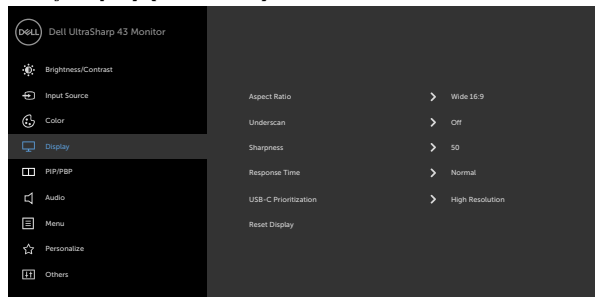 DELL Dell UltraSharp 43 Monitor
Brightness/Contrast
Input Source
Aspect Ratio Wide 16:9
Color
Underscan Off
Display
Sharpness 50
PIP/PBP
Response Time Normal
Audio
USB-C Prioritization High Resolution
Menu
Reset Display
Personalize
Others